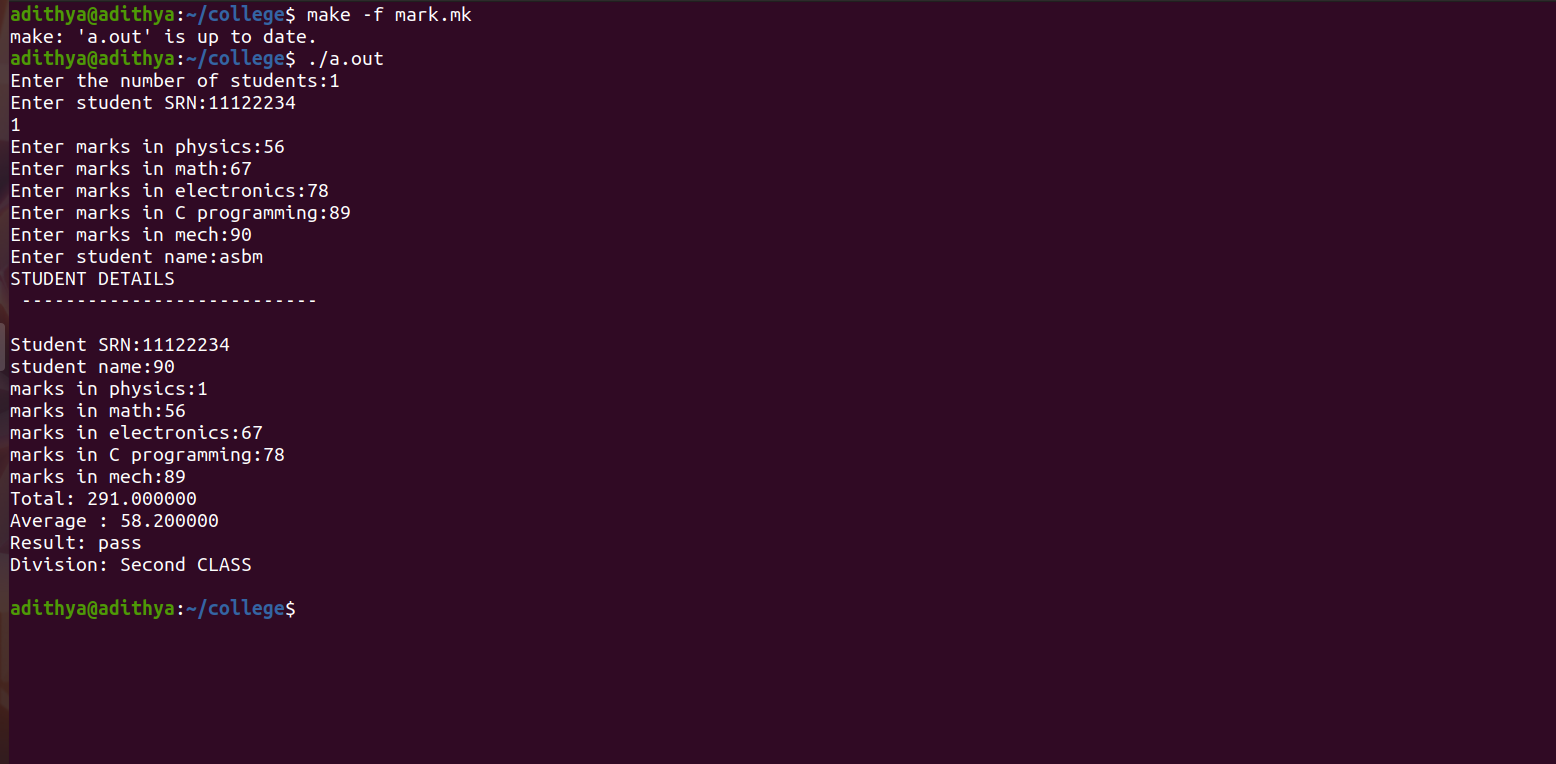 adithya@adithya:~/college$ make -f mark.mk
make: 'a.out' is up to date.
adithya@adithya:~/college$ ./a.out
Enter the number of students:1
Enter student SRN:11122234
1
Enter marks in physics:56
Enter marks in math:67
Enter marks in electronics:78
Enter marks in C programming:89
Enter marks in mech:90
Enter student name:asbm
STUDENT DETAILS
 ---------------------------
Student SRN:11122234
student name:90
marks in physics:1
marks in math:56
marks in electronics:67
marks in C programming:78
marks in mech:89
Total: 291.000000
Average : 58.200000
Result: pass
Division: Second CLASS
adithya@adithya:~/college$